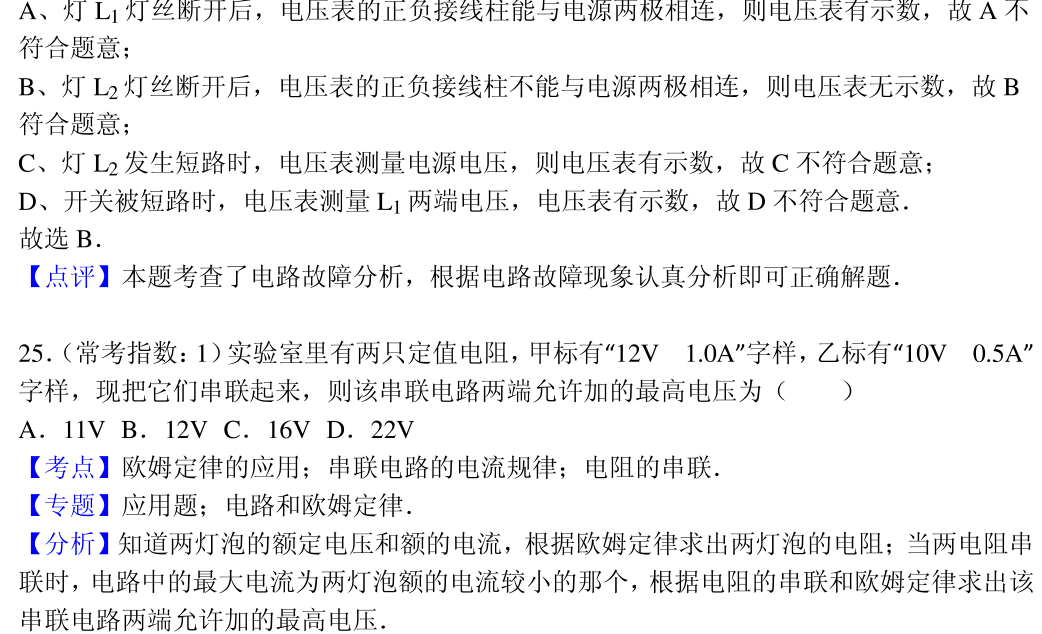 A、灯 L1 灯丝断开后，电压表的正负接线柱能与电源两极相连，则电压表有示数，故 A 不
符合题意；
B、灯 L2 灯丝断开后，电压表的正负接线柱不能与电源两极相连，则电压表无示数，故 B
符合题意；
C、灯 L2 发生短路时，电压表测量电源电压，则电压表有示数，故 C 不符合题意；
D、开关被短路时，电压表测量 L1 两端电压，电压表有示数，故 D 不符合题意．
故选 B．
【点评】本题考查了电路故障分析，根据电路故障现象认真分析即可正确解题．
25．（常考指数：1）实验室里有两只定值电阻，甲标有“12V　1.0A”字样，乙标有“10V　0.5A”
字样，现把它们串联起来，则该串联电路两端允许加的最高电压为（　　）
A．11V B．12V C．16V D．22V
【考点】欧姆定律的应用；串联电路的电流规律；电阻的串联．
【专题】应用题；电路和欧姆定律．
【分析】知道两灯泡的额定电压和额的电流，根据欧姆定律求出两灯泡的电阻；当两电阻串
联时，电路中的最大电流为两灯泡额的电流较小的那个，根据电阻的串联和欧姆定律求出该
串联电路两端允许加的最高电压．